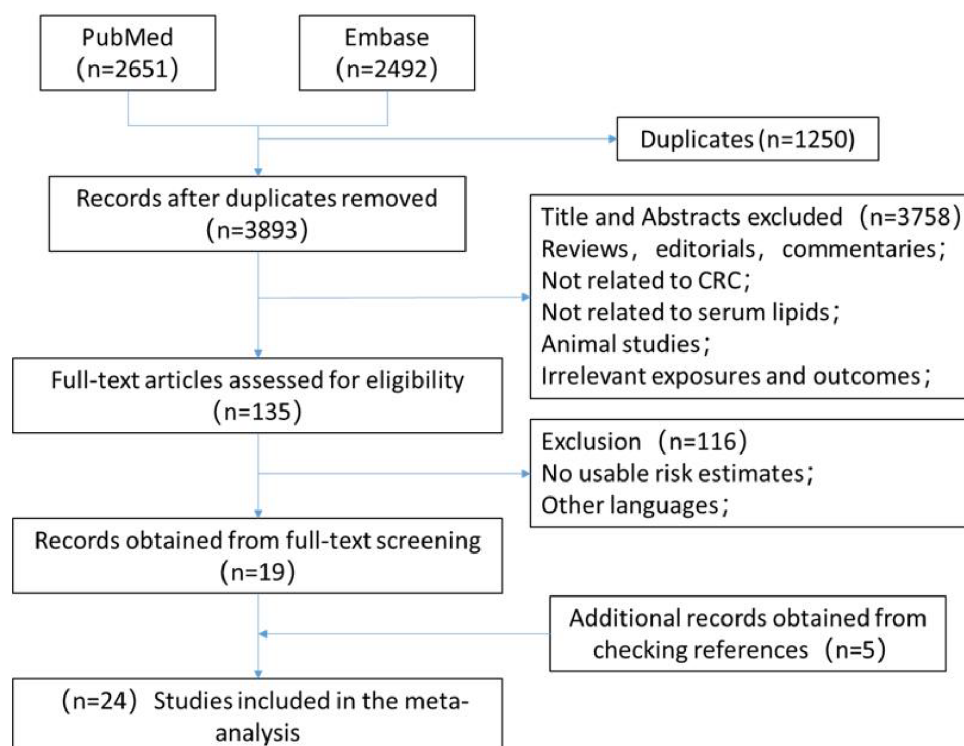 PubMed
(n=2651)
Embase
(n=2492)
Duplicates (n=1250)
Records after duplicates removed
(n=3893)
Title and Abstracts excluded（n=3758)
Reviews，editorials，commentaries；
Not related to CRC；
Not related to serum lipids；
Animal studies；
Irrelevant exposures and outcomes；
Full-text articles assessed for eligibility
（n=135)
Exclusion（n=116)
No usable risk estimates；
Other languages；
Records obtained from full-text screening
（n=19)
Additional records obtained from
checking references（n=5)
（n=24) Studies included in the meta-
analysis